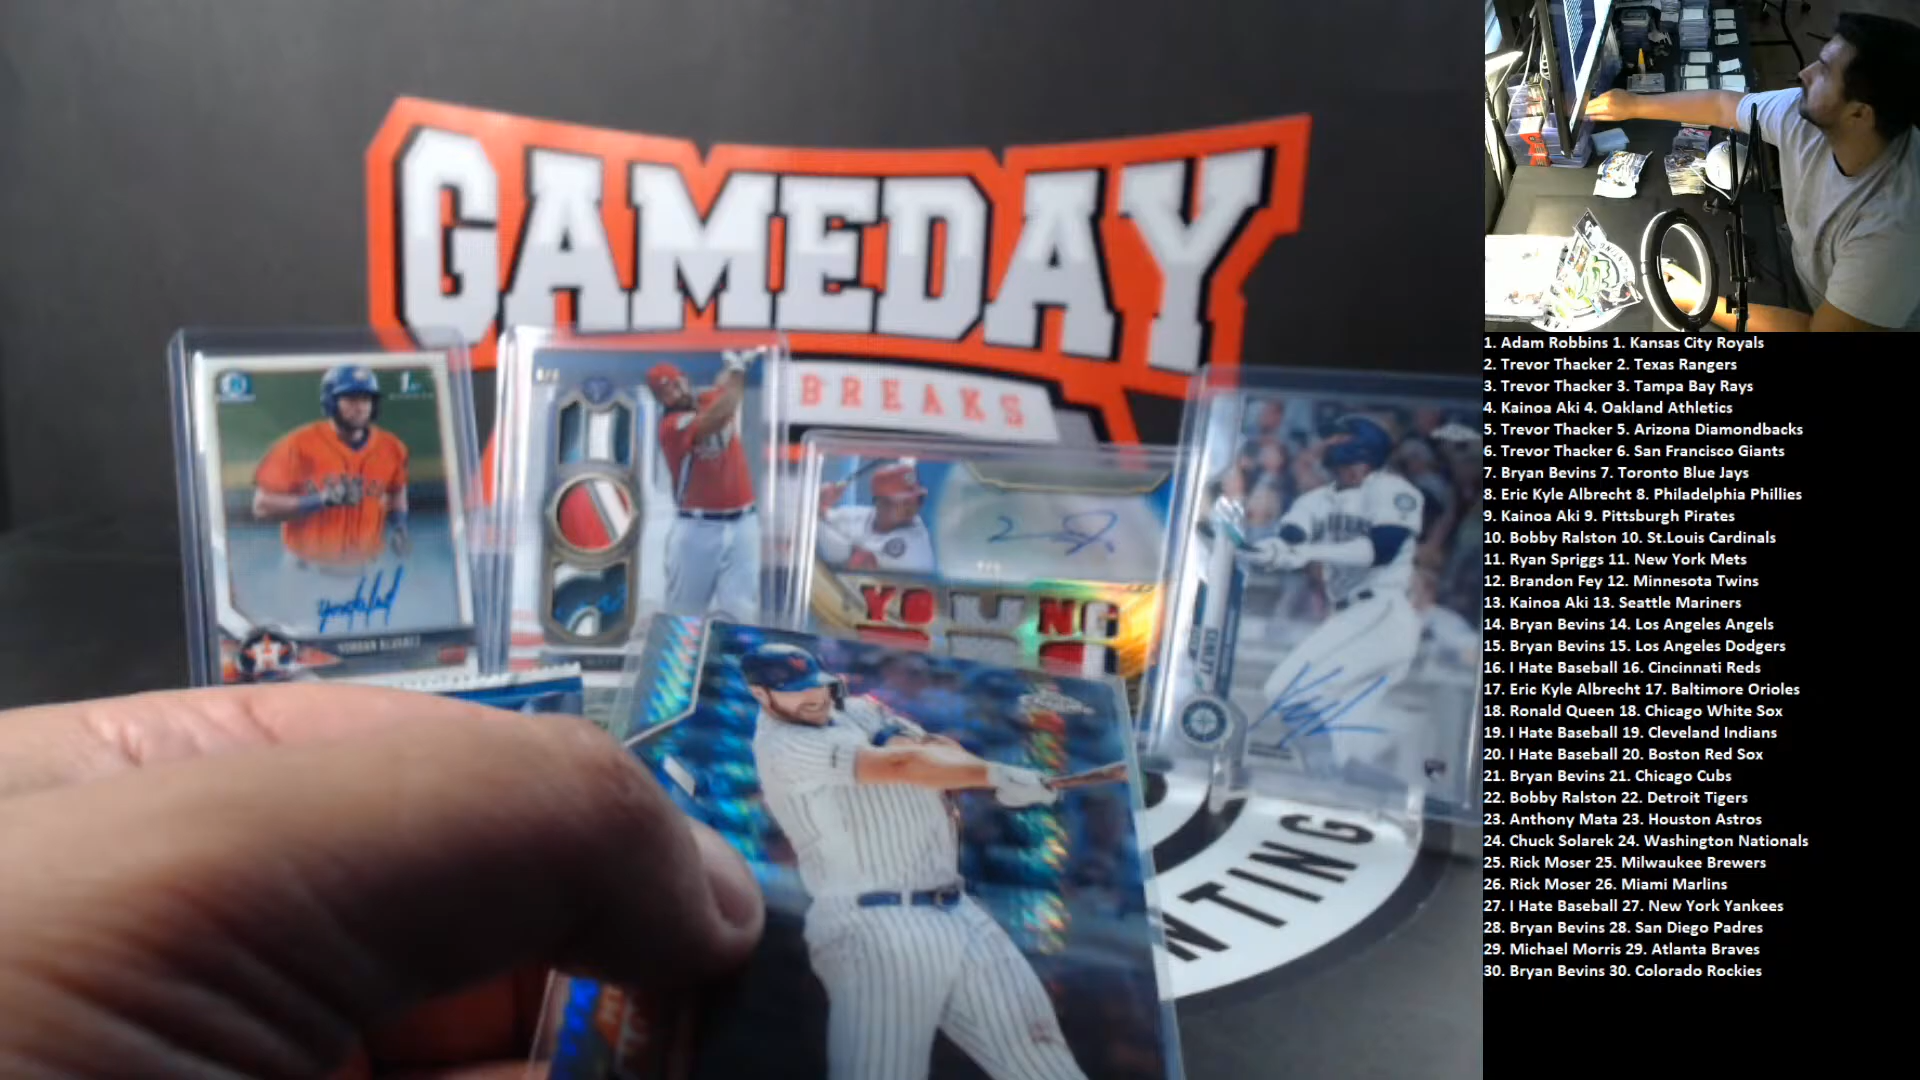 GAMEDAY
BREAKS
YORDAN ALVAREZ
YOUNG
KYLE LEWIS
NTING
1. Adam Robbins 1. Kansas City Royals
2. Trevor Thacker 2. Texas Rangers
3. Trevor Thacker 3. Tampa Bay Rays
4. Kainoa Aki 4. Oakland Athletics
5. Trevor Thacker 5. Arizona Diamondbacks
6. Trevor Thacker 6. San Francisco Giants
7. Bryan Bevins 7. Toronto Blue Jays
8. Eric Kyle Albrecht 8. Philadelphia Phillies
9. Kainoa Aki 9. Pittsburgh Pirates
10. Bobby Ralston 10. St.Louis Cardinals
11. Ryan Spriggs 11. New York Mets
12. Brandon Fey 12. Minnesota Twins
13. Kainoa Aki 13. Seattle Mariners
14. Bryan Bevins 14. Los Angeles Angels
15. Bryan Bevins 15. Los Angeles Dodgers
16. I Hate Baseball 16. Cincinnati Reds
17. Eric Kyle Albrecht 17. Baltimore Orioles
18. Ronald Queen 18. Chicago White Sox
19. I Hate Baseball 19. Cleveland Indians
20. I Hate Baseball 20. Boston Red Sox
21. Bryan Bevins 21. Chicago Cubs
22. Bobby Ralston 22. Detroit Tigers
23. Anthony Mata 23. Houston Astros
24. Chuck Solarek 24. Washington Nationals
25. Rick Moser 25. Milwaukee Brewers
26. Rick Moser 26. Miami Marlins
27. I Hate Baseball 27. New York Yankees
28. Bryan Bevins 28. San Diego Padres
29. Michael Morris 29. Atlanta Braves
30. Bryan Bevins 30. Colorado Rockies